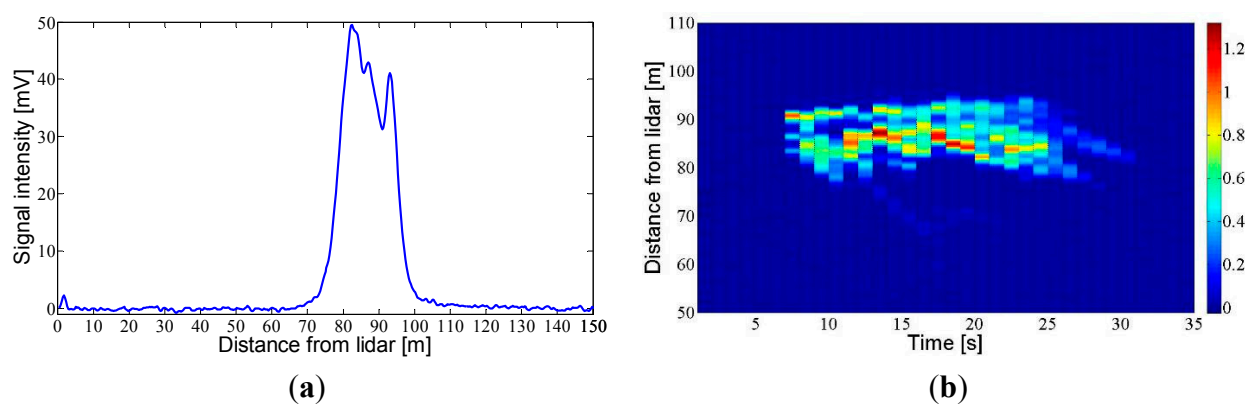 50
40
30
20
10
0
Signal intensity [mV]
0 10 20 30 40 50 60 70 80 90 100 110 120 130 140 150
Distance from lidar [m]
(a)
110
100
90
80
70
60
50
Distance from lidar [m]
5 10 15 20 25 30 35
Time [s]
1.2
1
0.8
0.6
0.4
0.2
0
(b)